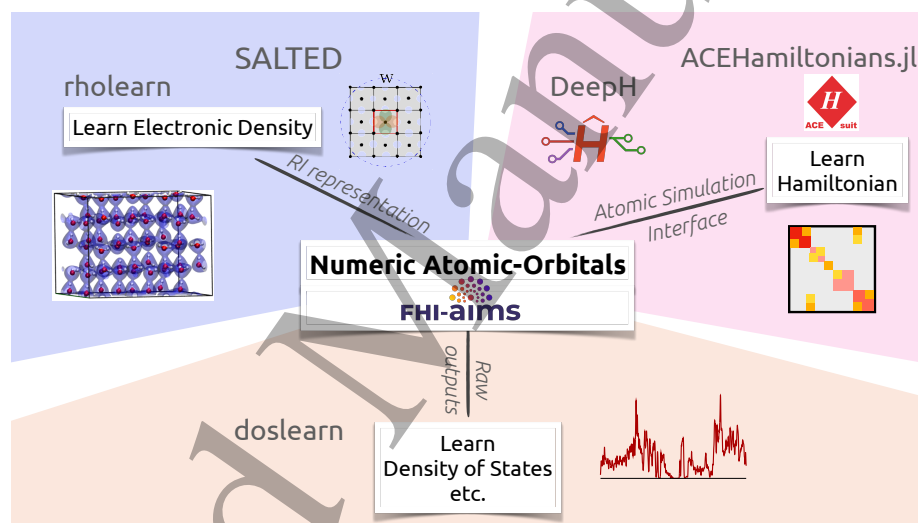 SALTED
rholearn
Learn Electronic Density
W
RI representation
DeepH
H
ACEHamiltonians.jl
H
ACE suit
Learn
Hamiltonian
Atomic Simulation
Interface
Numeric Atomic-Orbitals
FHI-aims
Raw
outputs
doslearn
Learn
Density of States
etc.
d Manu